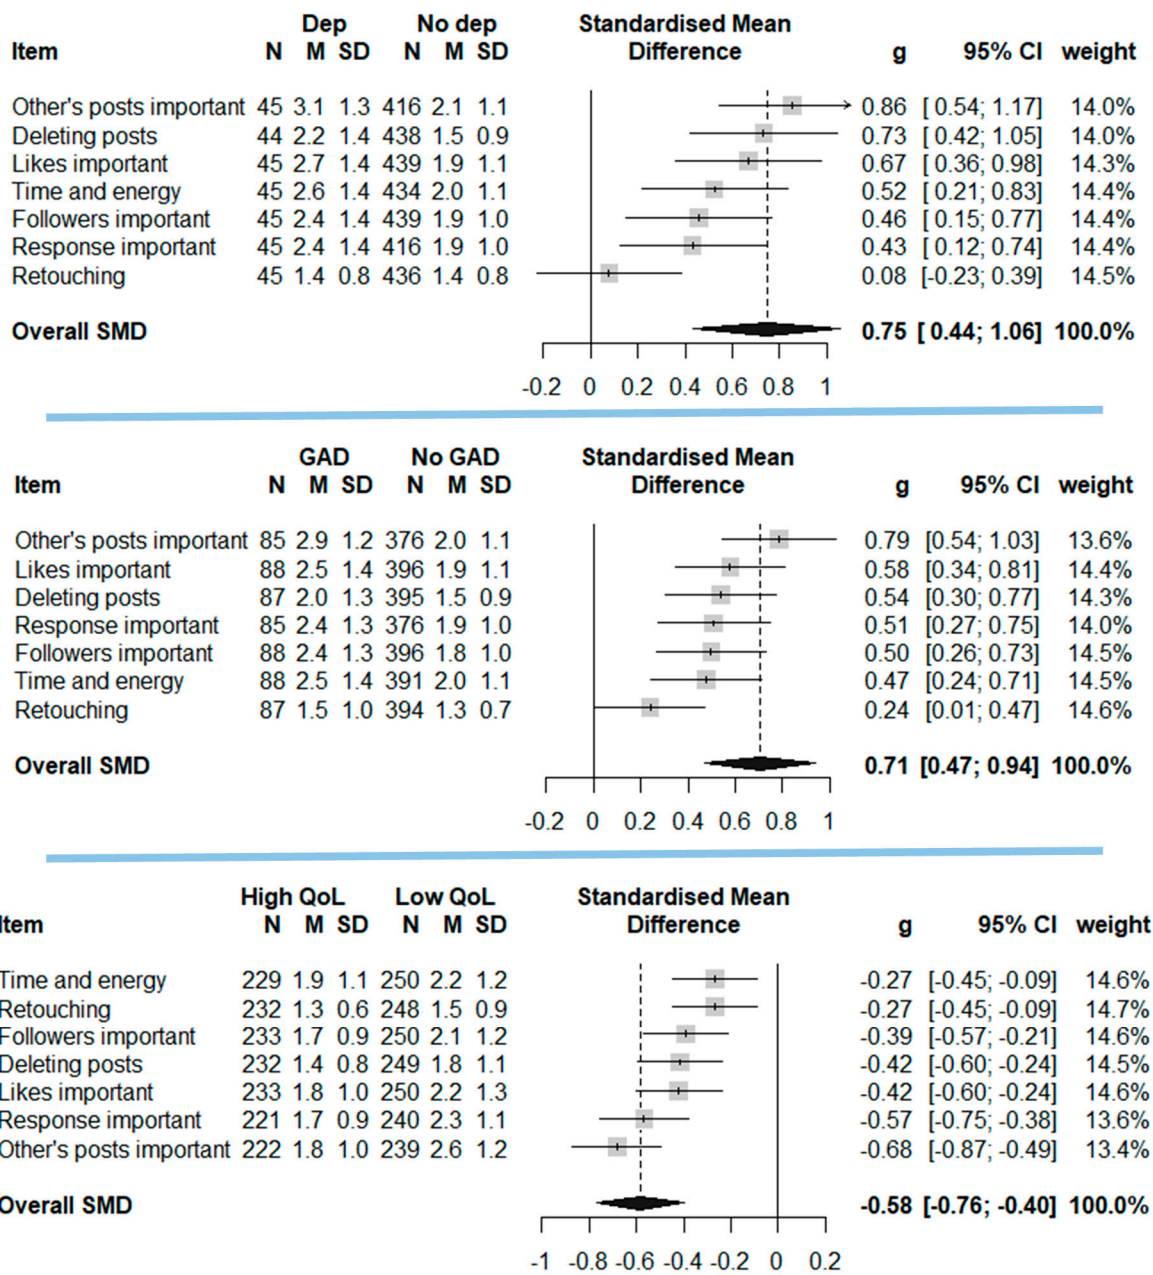 Dep No dep Standardised Mean
Item N M SD N M SD Difference g 95% CI weight
Other's posts important 45 3.1 1.3 416 2.1 1.1 0.86 [ 0.54; 1.17] 14.0%
Deleting posts 44 2.2 1.4 438 1.5 0.9 0.73 [ 0.42; 1.05] 14.0%
Likes important 45 2.7 1.4 439 1.9 1.1 0.67 [ 0.36; 0.98] 14.3%
Time and energy 45 2.6 1.4 434 2.0 1.1 0.52 [ 0.21; 0.83] 14.4%
Followers important 45 2.4 1.4 439 1.9 1.0 0.46 [ 0.15; 0.77] 14.4%
Response important 45 2.4 1.4 416 1.9 1.0 0.43 [ 0.12; 0.74] 14.4%
Retouching 45 1.4 0.8 436 1.4 0.8 0.08 [-0.23; 0.39] 14.5%
Overall SMD 0.75 [ 0.44; 1.06] 100.0%
-0.2 0 0.2 0.4 0.6 0.8 1
GAD No GAD Standardised Mean
Item N M SD N M SD Difference g 95% CI weight
Other's posts important 85 2.9 1.2 376 2.0 1.1 0.79 [0.54; 1.03] 13.6%
Likes important 88 2.5 1.4 396 1.9 1.1 0.58 [0.34; 0.81] 14.4%
Deleting posts 87 2.0 1.3 395 1.5 0.9 0.54 [0.30; 0.77] 14.3%
Response important 85 2.4 1.3 376 1.9 1.0 0.51 [0.27; 0.75] 14.0%
Followers important 88 2.4 1.3 396 1.8 1.0 0.50 [0.26; 0.73] 14.5%
Time and energy 88 2.5 1.4 391 2.0 1.1 0.47 [0.24; 0.71] 14.5%
Retouching 87 1.5 1.0 394 1.3 0.7 0.24 [0.01; 0.47] 14.6%
Overall SMD 0.71 [0.47; 0.94] 100.0%
-0.2 0 0.2 0.4 0.6 0.8 1
High QoL Low QoL Standardised Mean
Item N M SD N M SD Difference g 95% CI weight
Time and energy 229 1.9 1.1 250 2.2 1.2 -0.27 [-0.45; -0.09] 14.6%
Retouching 232 1.3 0.6 248 1.5 0.9 -0.27 [-0.45; -0.09] 14.7%
Followers important 233 1.7 0.9 250 2.1 1.2 -0.39 [-0.57; -0.21] 14.6%
Deleting posts 232 1.4 0.8 249 1.8 1.1 -0.42 [-0.60; -0.24] 14.5%
Likes important 233 1.8 1.0 250 2.2 1.3 -0.42 [-0.60; -0.24] 14.6%
Response important 221 1.7 0.9 240 2.3 1.1 -0.57 [-0.75; -0.38] 13.6%
Other's posts important 222 1.8 1.0 239 2.6 1.2 -0.68 [-0.87; -0.49] 13.4%
Overall SMD -0.58 [-0.76; -0.40] 100.0%
-1 -0.8 -0.6 -0.4 -0.2 0 0.2